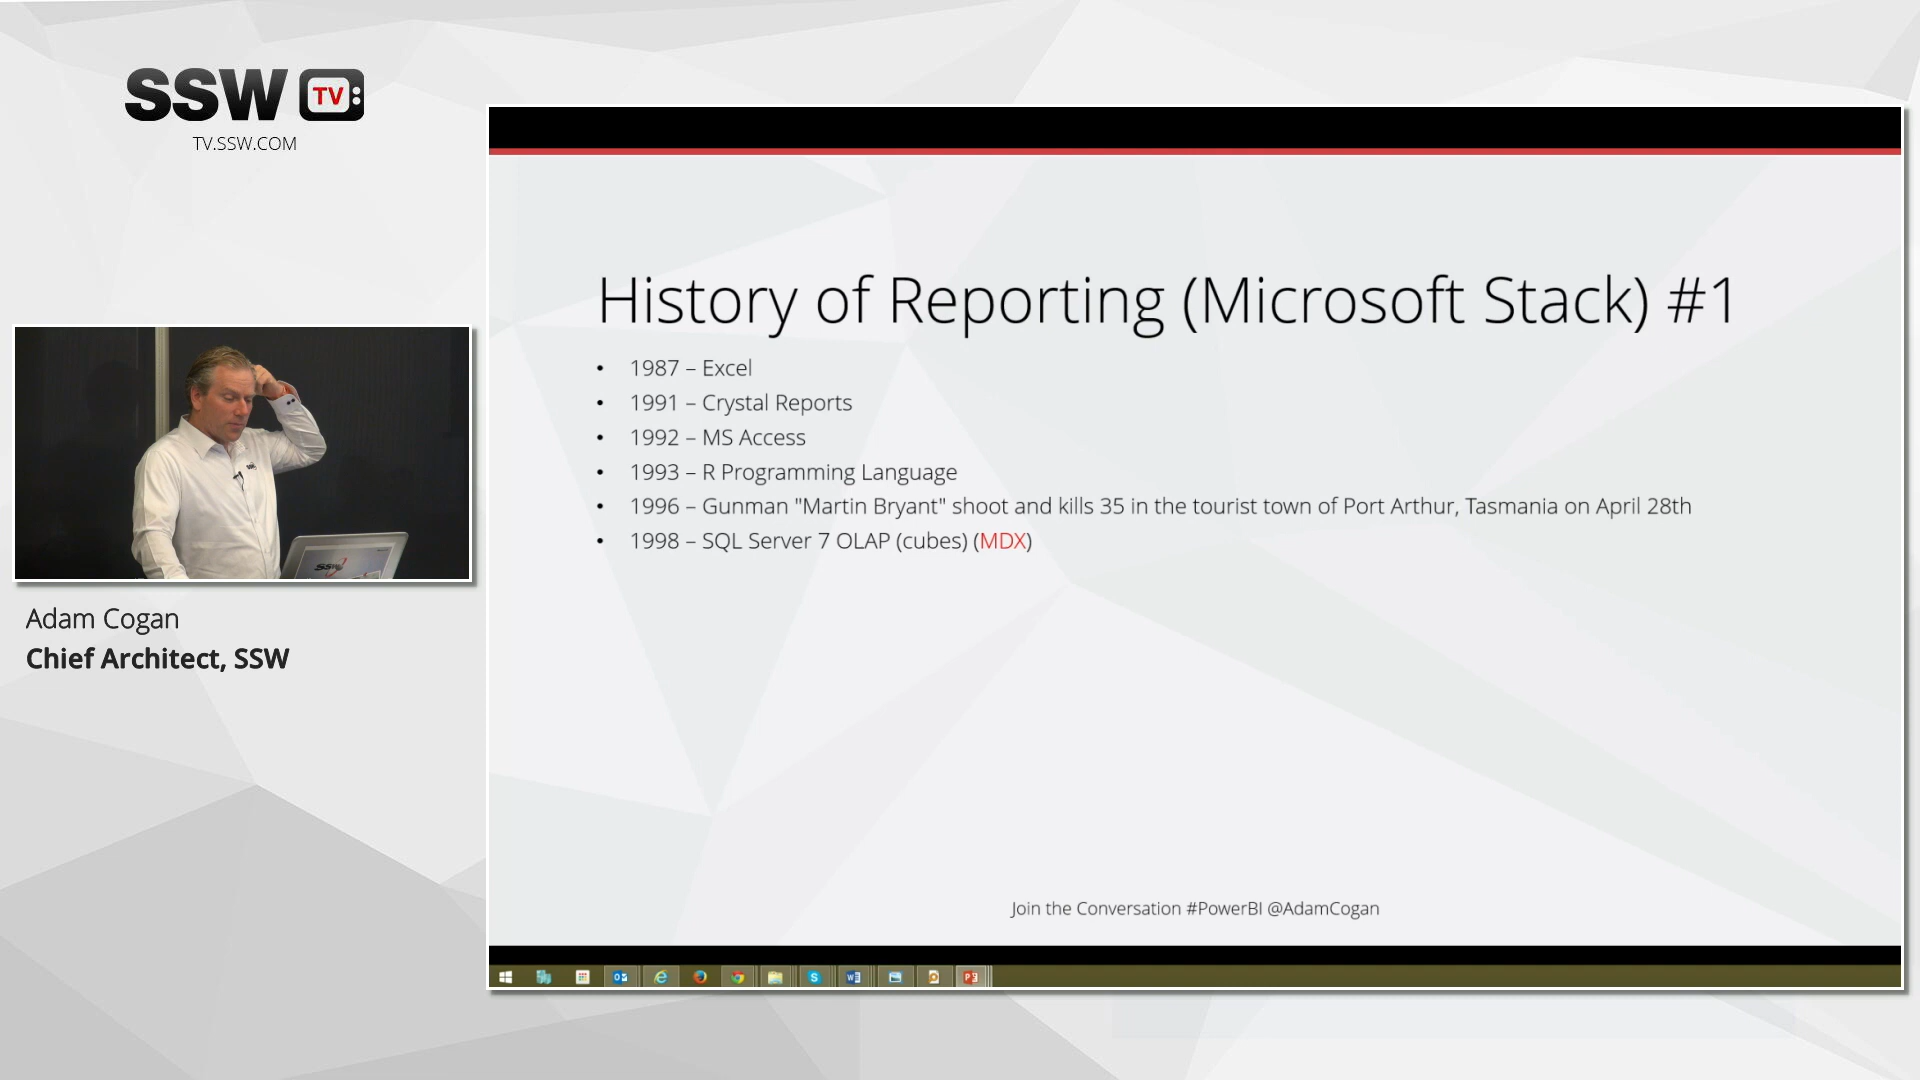 SSW TV
TV.SSW.COM
History of Reporting (Microsoft Stack) #1
• 1987 – Excel
• 1991 – Crystal Reports
• 1992 – MS Access
• 1993 – R Programming Language
• 1996 – Gunman "Martin Bryant" shoot and kills 35 in the tourist town of Port Arthur, Tasmania on April 28th
• 1998 – SQL Server 7 OLAP (cubes) (MDX)
SSW
Adam Cogan
Chief Architect, SSW
Join the Conversation #PowerBI @AdamCogan